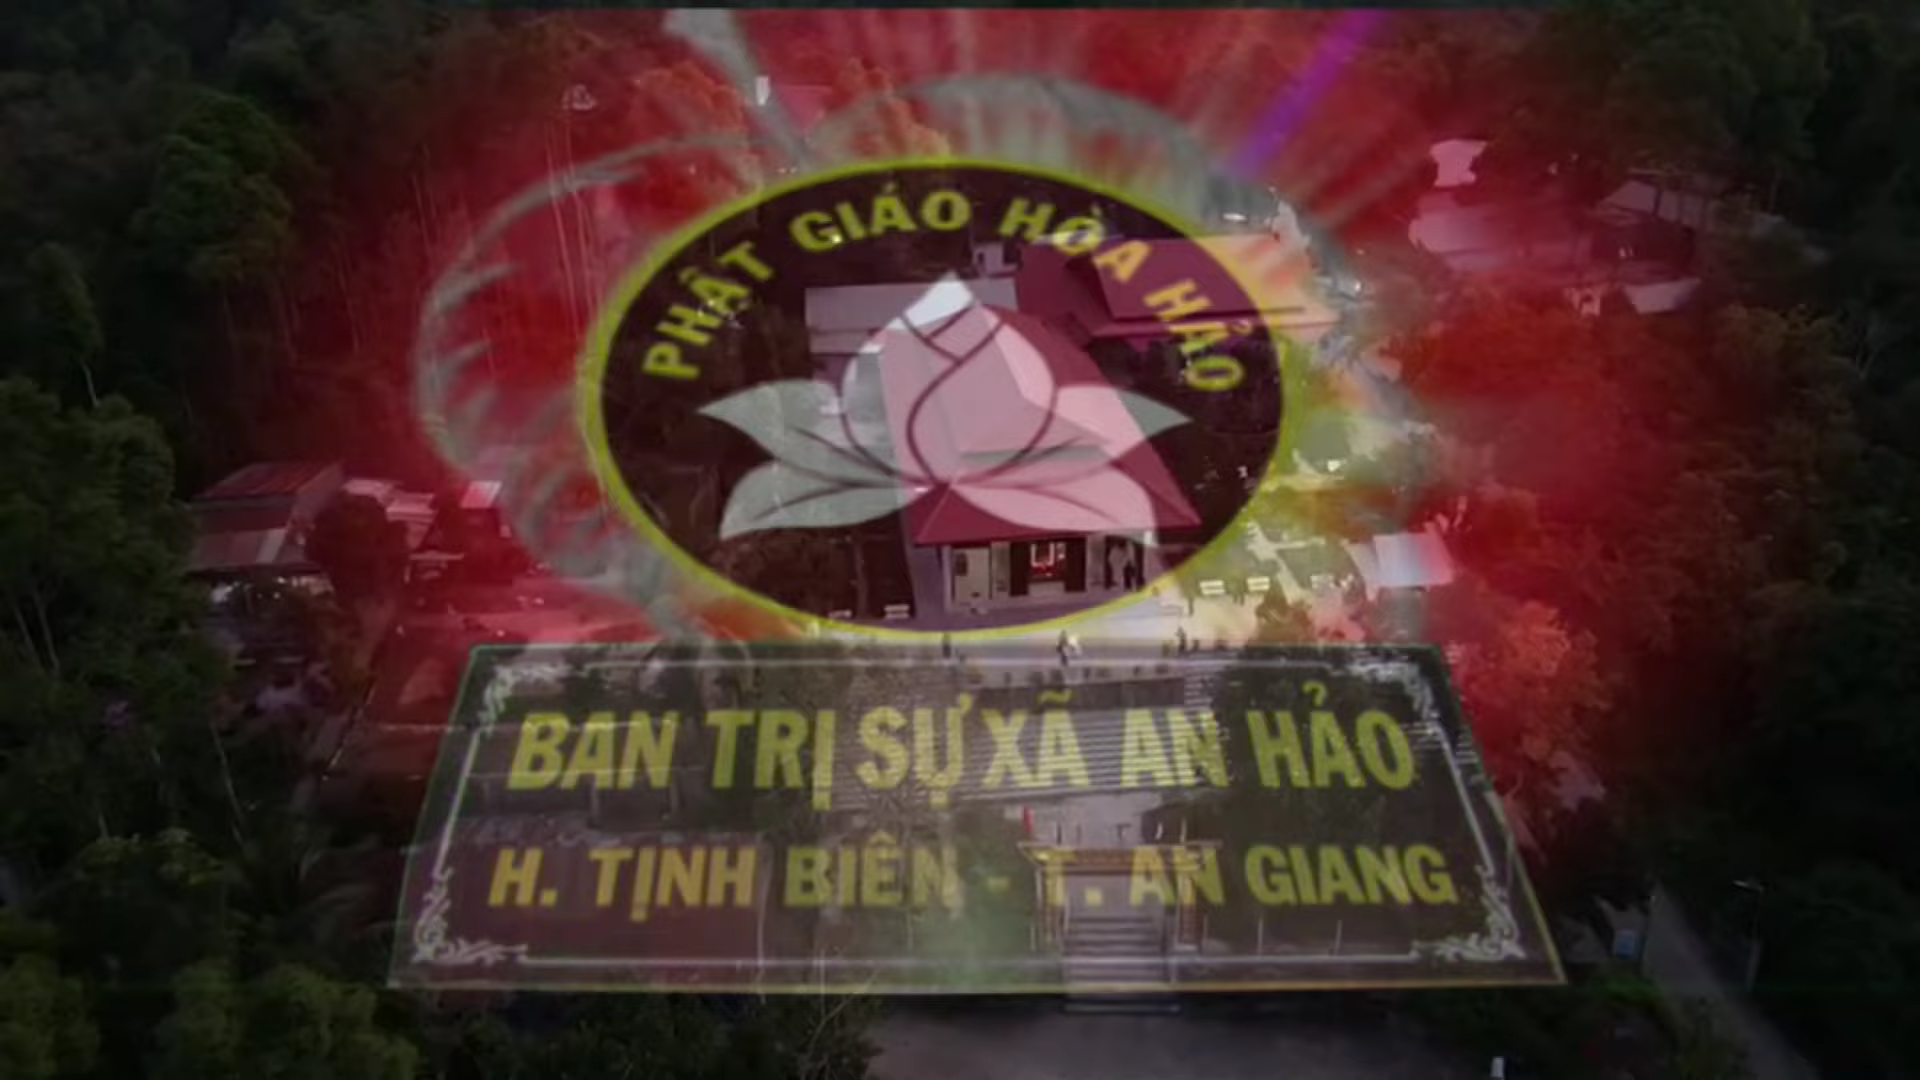 PHẬT GIÁO HÒA HẢO
BAN TRỊ SỰ XÃ AN HẢO
H. TỊNH BIÊN - T. AN GIANG